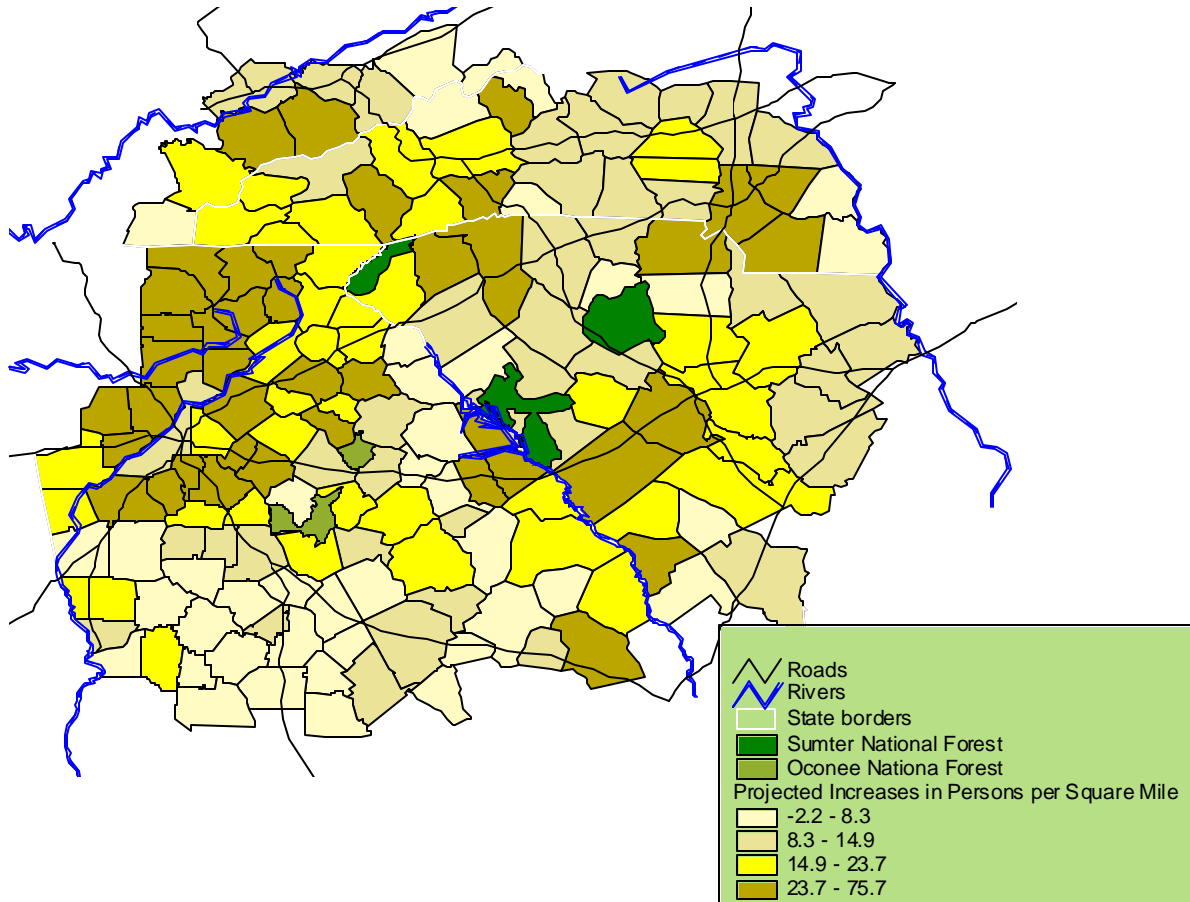 Roads
Rivers
State borders
Sumter National Forest
Oconee Nationa Forest
Projected Increases in Persons per Square Mile
-2.2 - 8.3
8.3 - 14.9
14.9 - 23.7
23.7 - 75.7